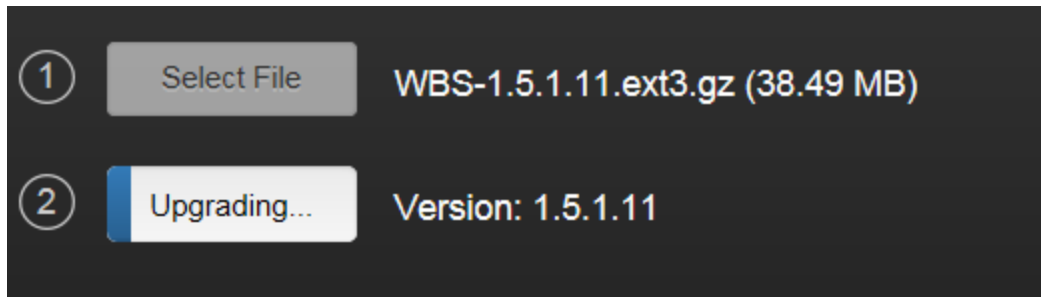 1 Select File WBS-1.5.1.11.ext3.gz (38.49 MB)
2 Upgrading... Version: 1.5.1.11